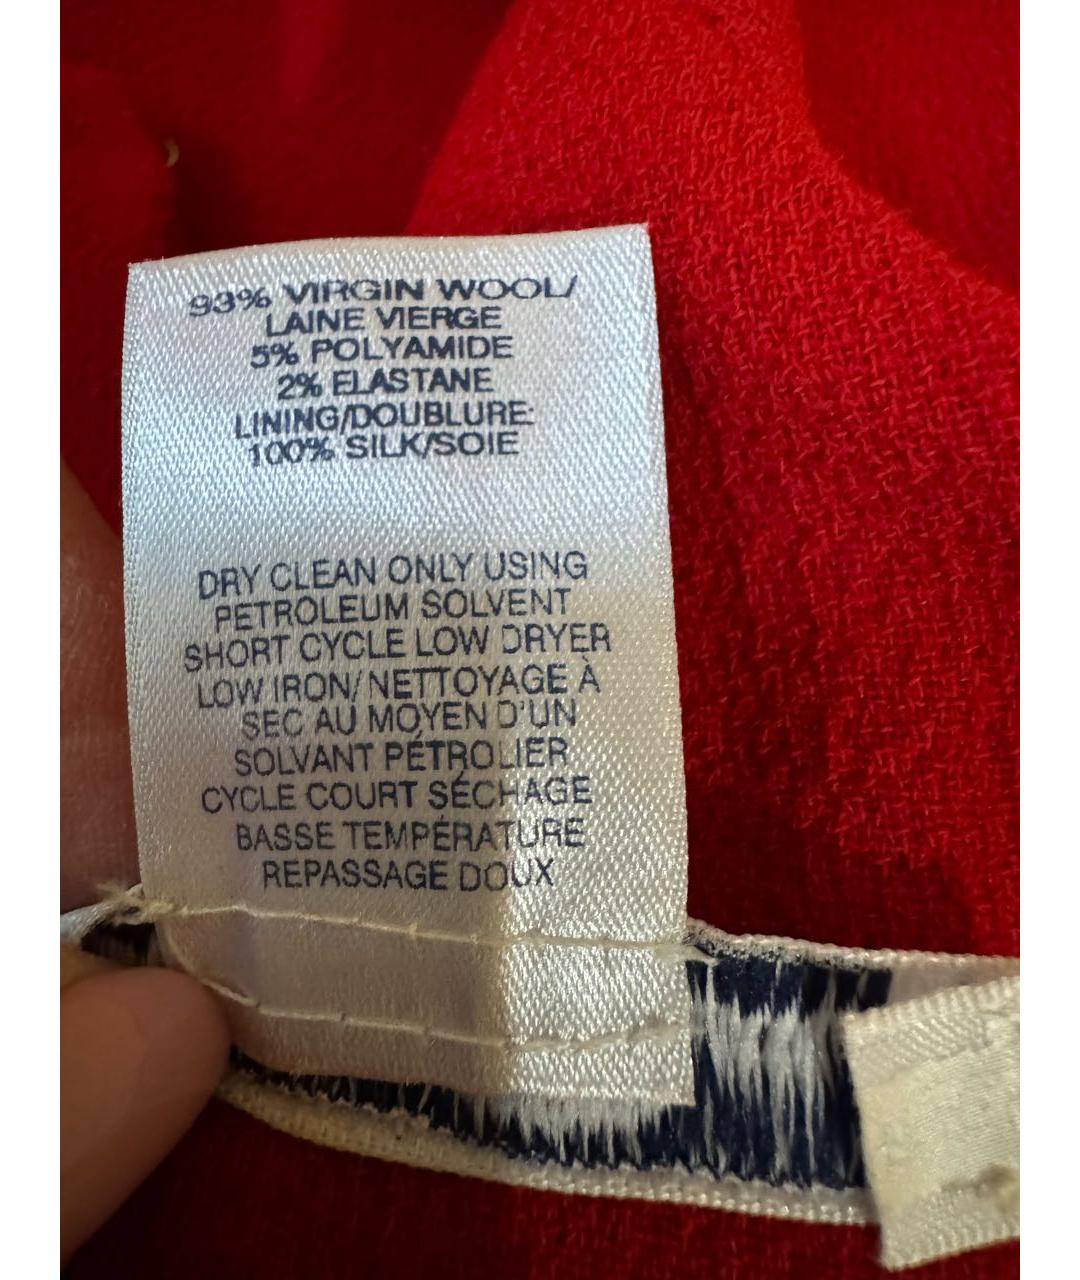 93% VIRGIN WOOL/
LAINE VIERGE
5% POLYAMIDE
2% ELASTANE
LINING/DOUBLURE:
100% SILK/SOIE
DRY CLEAN ONLY USING
PETROLEUM SOLVENT
SHORT CYCLE LOW DRYER
LOW IRON/NETTOYAGE À
SEC AU MOYEN D'UN
SOLVANT PÉTROLIER
CYCLE COURT SÉCHAGE
BASSE TEMPÉRATURE
REPASSAGE DOUX